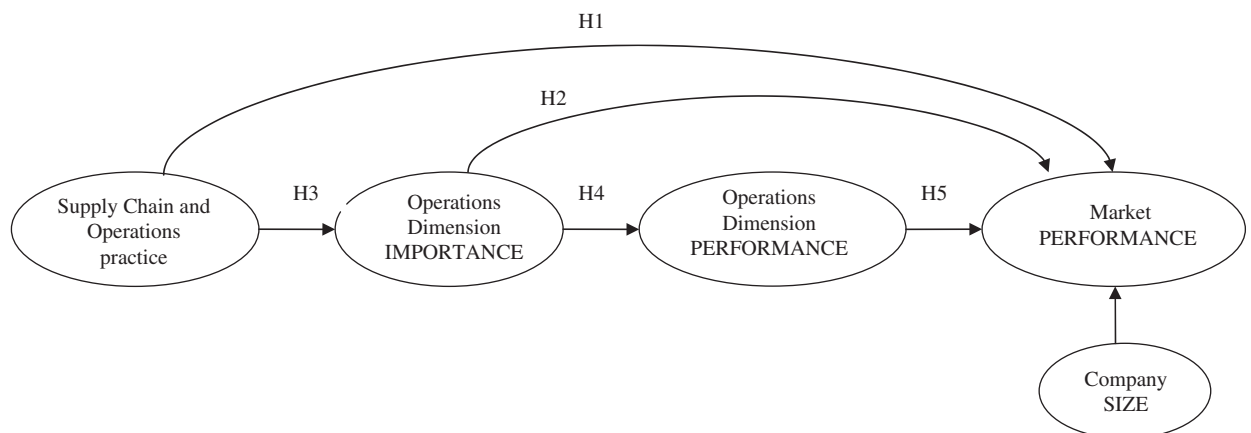 H1
H2
H3
H4
H5
Supply Chain and
Operations
practice
Operations
Dimension
IMPORTANCE
Operations
Dimension
PERFORMANCE
Market
PERFORMANCE
Company
SIZE